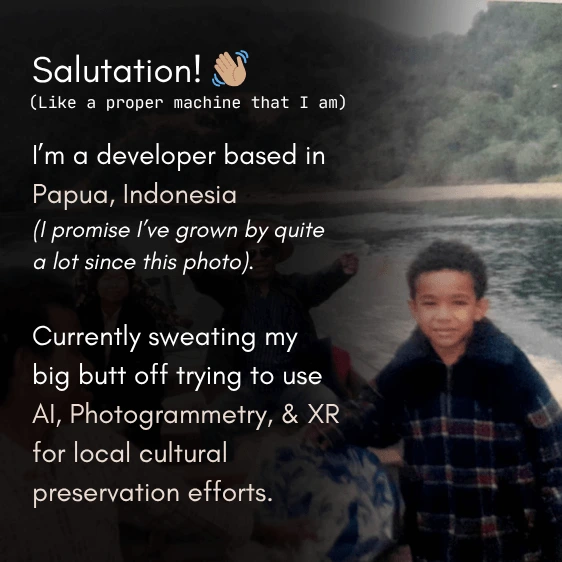 Salutation! 👋🏽
(Like a proper machine that I am)
I'm a developer based in
Papua, Indonesia
(I promise I've grown by quite
a lot since this photo).
Currently sweating my
big butt off trying to use
AI, Photogrammetry, & XR
for local cultural
preservation efforts.